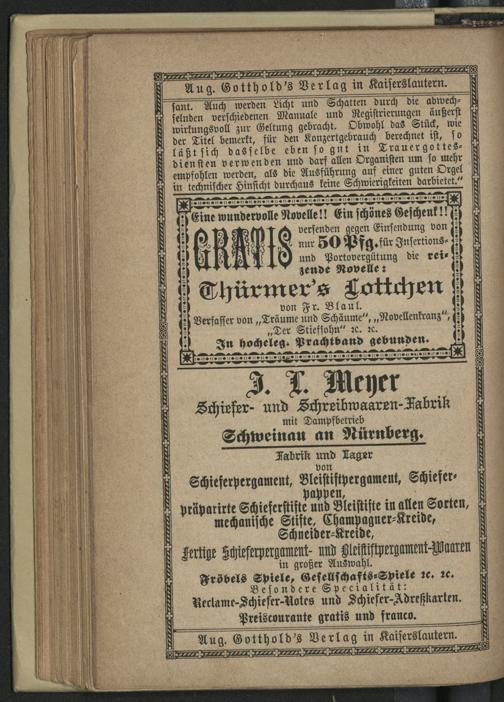 Aug. Gotthold's Verlag in Kaiserslautern.
sant. Auch werden Licht und Schatten durch die abwech-
selnden verschiedenen Manuale und Registrierungen äußerst
wirkungsvoll zur Geltung gebracht. Obwohl das Stück, wie
der Titel bemerkt, für den Konzertgebrauch berechnet ist, so
läßt sich dasselbe eben so gut in Trauergottes-
diensten verwenden und darf allen Organisten um so mehr
empfohlen werden, als die Ausführung auf einer guten Orgel
in technischer Hinsicht durchaus keine Schwierigkeiten darbietet."
Eine wundervolle Novelle!! Ein schönes Geschenk!!
GRATIS versenden gegen Einsendung von
nur 50 Pfg. für Insertions-
und Portovergütung die rei-
zende Novelle:
Thürmer's Lottchen
von Fr. Blaul.
Verfasser von „Träume und Schäume", „Novellenkranz",
„Der Stiefsohn" ꝛc. ꝛc.
In hocheleg. Prachtband gebunden.
J. L. Meyer
Schiefer- und Schreibwaaren-Fabrik
mit Dampfbetrieb
Schweinau an Nürnberg.
Fabrik und Lager
von
Schieferpergament, Bleistiftpergament, Schiefer-
pappen,
präparirte Schieferstifte und Bleistifte in allen Sorten,
mechanische Stifte, Champagner-Kreide,
Schneider-Kreide,
Fertige Schieferpergament- und Bleistiftpergament-Waaren
in großer Auswahl.
Fröbels Spiele, Gesellschafts-Spiele ꝛc. ꝛc.
Besondere Specialität:
Reclame-Schiefer-Notes und Schiefer-Adreßkarten.
Preiscourante gratis und franco.
Aug. Gotthold's Verlag in Kaiserslautern.